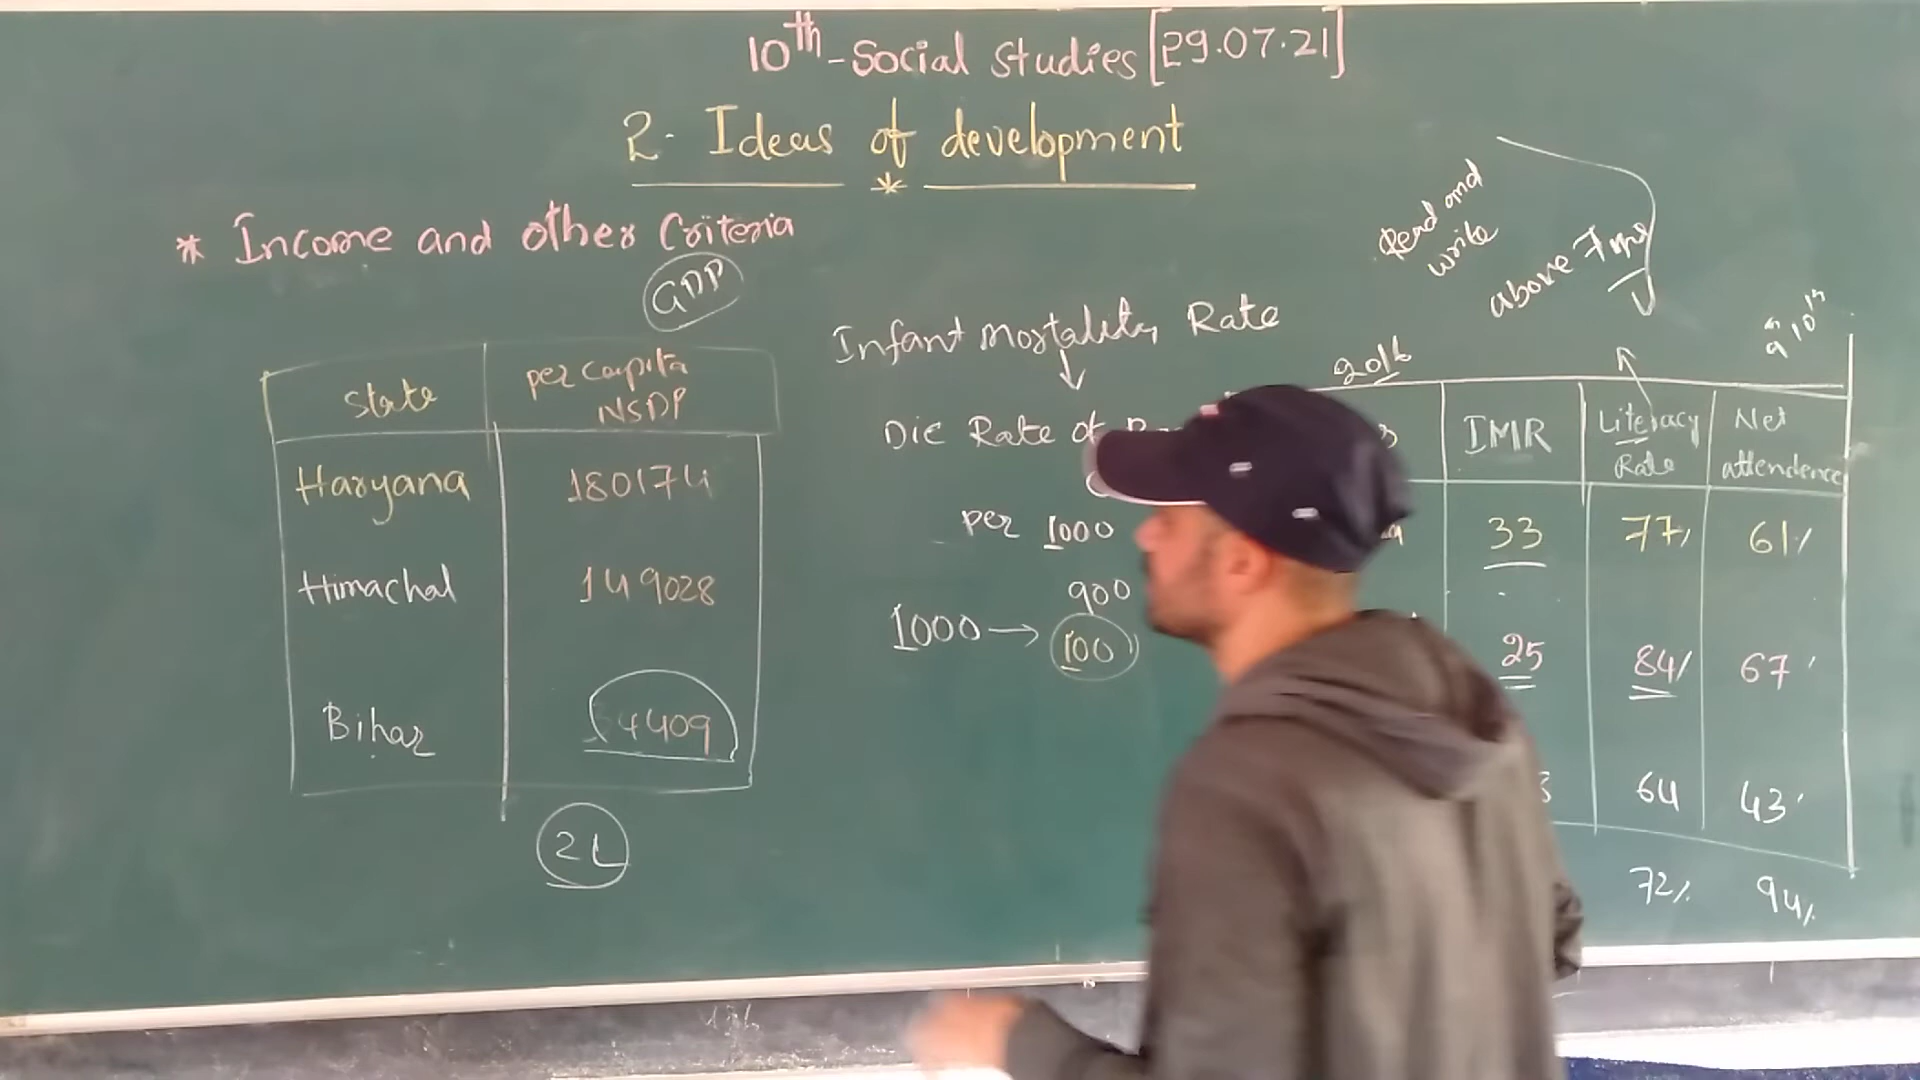 10th - Social Studies [29.07.21]
2. Ideas of development
* Income and other Criteria
GDP
State per capita NSDP
Haryana 180174
Himachal 149028
Bihar 34409
2L
Infant Mortality Rate
Die Rate of
per 1000
900
1000 → 100
Read and
write
above 7 yrs
9 10th
2016
IMR Literacy Rate Net attendence
33 77% 61%
25 84% 67
64 43
72% 94%